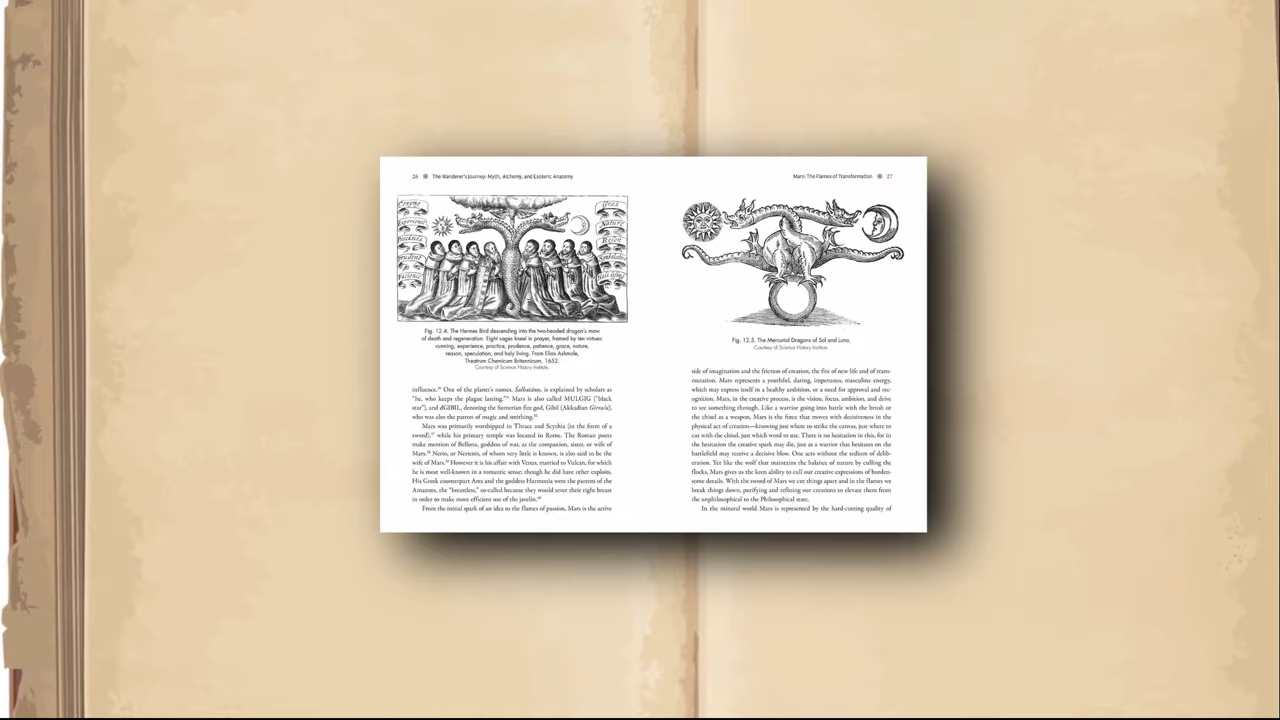 26 ❋ The Wanderer's Journey: Myth, Alchemy, and Esoteric Anatomy
Grace
Nature
Reson
Fig. 12.4. The Hermes Bird descending into the two-headed dragon's maw
of death and regeneration. Eight sages kneel in prayer, framed by ten virtues:
cunning, experience, practice, prudence, patience, grace, nature,
reason, speculation, and holy living. From Elias Ashmole,
Theatrum Chemicum Britannicum, 1652.
Courtesy of Science History Institute.
influence. One of the planet's names, Šalbatānu, is explained by scholars as
"he, who keeps the plague lasting." Mars is also called MULGIG ("black
star"), and dGIBIL, denoting the Sumerian fire god, Gibil (Akkadian Girra),
who was also the patron of magic and smithing.
Mars was primarily worshipped in Thrace and Scythia (in the form of a
sword), while his primary temple was located in Rome. The Roman poets
make mention of Bellona, goddess of war, as the companion, sister, or wife of
Mars. Nerio, or Nerienis, of whom very little is known, is also said to be the
wife of Mars. However it is his affair with Venus, married to Vulcan, for which
he is most well-known in a romantic sense; though he did have other exploits.
His Greek counterpart Ares and the goddess Harmonia were the parents of the
Amazons, the "breastless," so-called because they would sever their right breast
in order to make more efficient use of the javelin.
From the initial spark of an idea to the flames of passion, Mars is the active
Mars: The Flames of Transformation ❋ 27
Fig. 12.5. The Mercurial Dragons of Sol and Luna.
Courtesy of Science History Institute.
side of imagination and the friction of creation, the fire of new life and of trans-
mutation. Mars represents a youthful, daring, impetuous, masculine energy,
which may express itself in a healthy ambition, or a need for approval and rec-
ognition. Mars, in the creative process, is the vision, focus, ambition, and drive
to see something through. Like a warrior going into battle with the brush or
the chisel as a weapon, Mars is the force that moves with decisiveness in the
physical act of creation—knowing just where to strike the canvas, just where to
cut with the chisel, just which word to use. There is no hesitation in this, for in
the hesitation the creative spark may die, just as a warrior that hesitates on the
battlefield may receive a decisive blow. One acts without the tedium of delib-
eration. Yet like the wolf that maintains the balance of nature by culling the
flocks, Mars gives us the keen ability to cull our creative expressions of burden-
some details. With the sword of Mars we cut things apart and in the flames we
break things down, purifying and refining our creations to elevate them from
the unphilosophical to the Philosophical state.
In the mineral world Mars is represented by the hard-cutting quality of